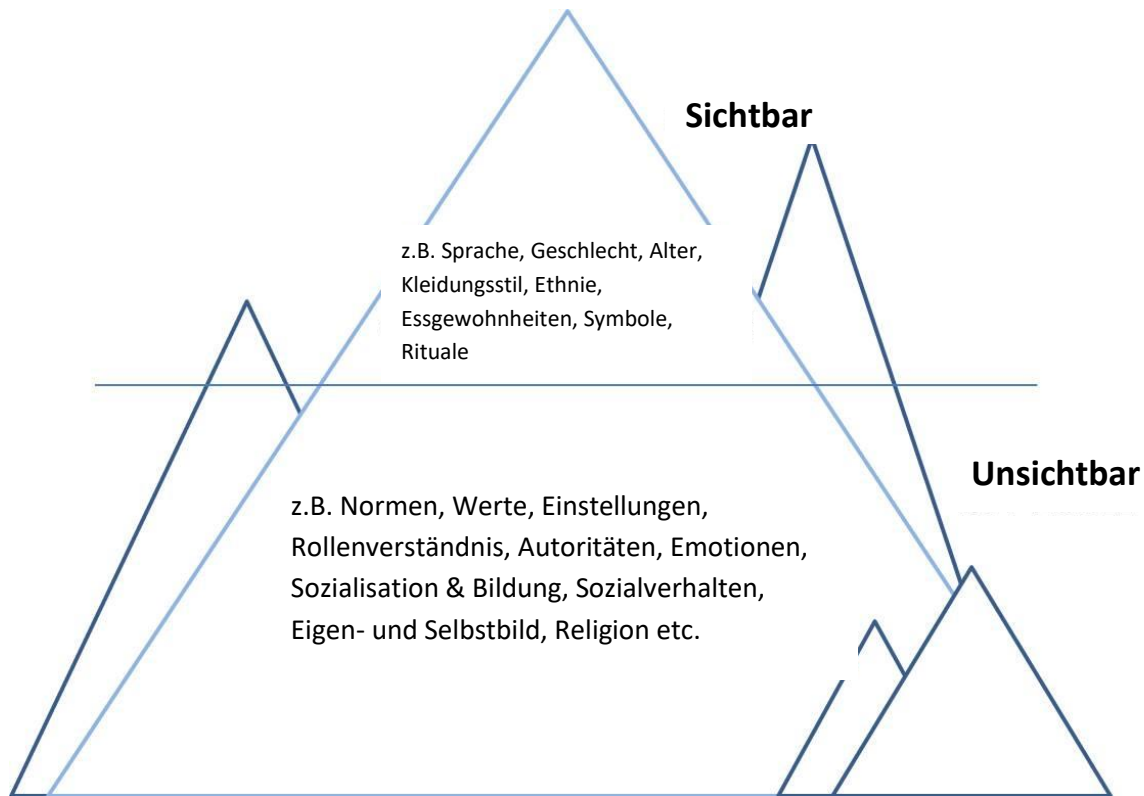 Sichtbar
z.B. Sprache, Geschlecht, Alter,
Kleidungsstil, Ethnie,
Essgewohnheiten, Symbole,
Rituale
Unsichtbar
z.B. Normen, Werte, Einstellungen,
Rollenverständnis, Autoritäten, Emotionen,
Sozialisation & Bildung, Sozialverhalten,
Eigen- und Selbstbild, Religion etc.